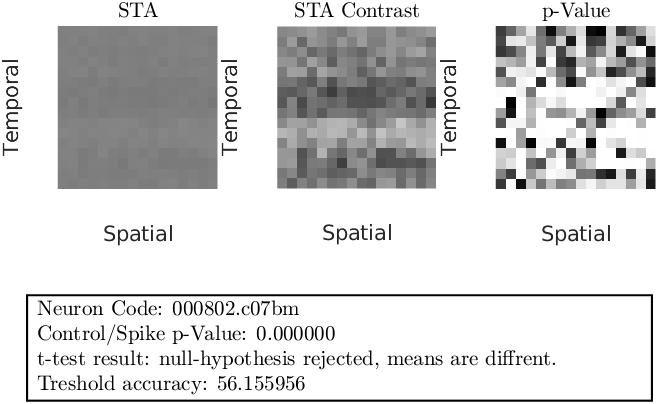 STA
STA Contrast
p-Value
Temporal
Temporal
Temporal
Spatial
Spatial
Spatial
Neuron Code: 000802.c07bm
Control/Spike p-Value: 0.000000
t-test result: null-hypothesis rejected, means are diffrent.
Treshold accuracy: 56.155956